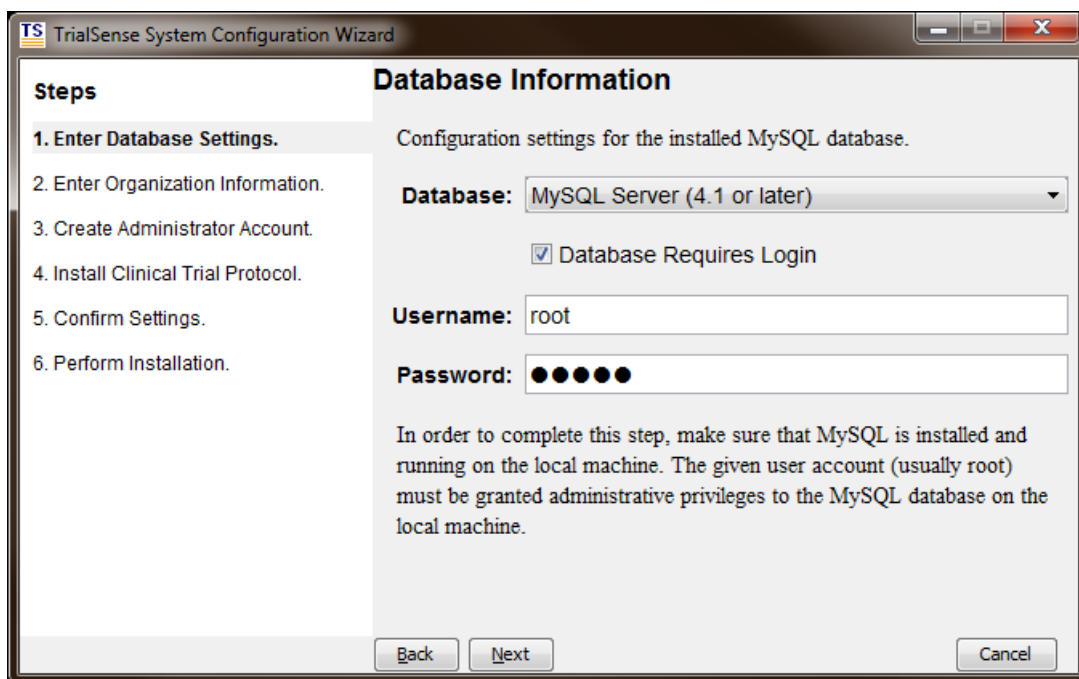 TS TrialSense System Configuration Wizard
Steps
1. Enter Database Settings.
2. Enter Organization Information.
3. Create Administrator Account.
4. Install Clinical Trial Protocol.
5. Confirm Settings.
6. Perform Installation.
Database Information
Configuration settings for the installed MySQL database.
Database: MySQL Server (4.1 or later)
Database Requires Login
Username: root
Password: ●●●●●
In order to complete this step, make sure that MySQL is installed and
running on the local machine. The given user account (usually root)
must be granted administrative privileges to the MySQL database on the
local machine.
Back Next Cancel